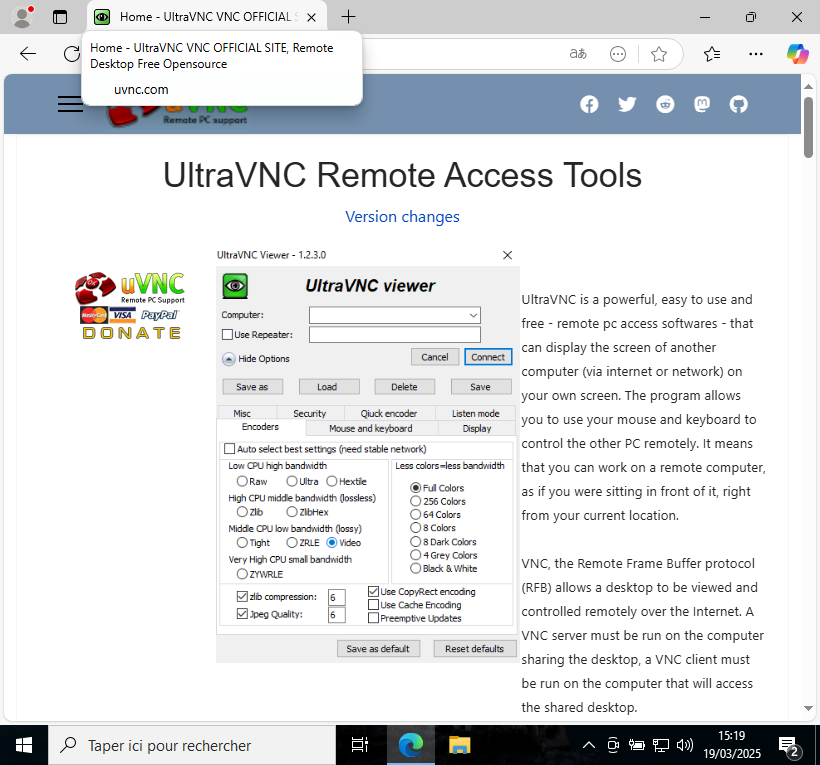 Home - UltraVNC VNC OFFICIAL S
Home - UltraVNC VNC OFFICIAL SITE, Remote
Desktop Free Opensource
uvnc.com
aあ
Remote PC support
UltraVNC Remote Access Tools
Version changes
uVNC
Remote PC Support
MasterCard VISA PayPal
DONATE
UltraVNC Viewer - 1.2.3.0
UltraVNC viewer
Computer:
Use Repeater:
Hide Options
Cancel
Connect
Save as
Load
Delete
Save
Misc
Security
Qiuck encoder
Listen mode
Encoders
Mouse and keyboard
Display
Auto select best settings (need stable network)
Low CPU high bandwidth
Raw
Ultra
Hextile
High CPU middle bandwidth (lossless)
Zlib
ZlibHex
Middle CPU low bandwidth (lossy)
Tight
ZRLE
Video
Very High CPU small bandwidth
ZYWRLE
Less colors=less bandwidth
Full Colors
256 Colors
64 Colors
8 Colors
8 Dark Colors
4 Grey Colors
Black & White
zlib compression:
6
Jpeg Quality:
6
Use CopyRect encoding
Use Cache Encoding
Preemptive Updates
Save as default
Reset defaults
UltraVNC is a powerful, easy to use and
free - remote pc access softwares - that
can display the screen of another
computer (via internet or network) on
your own screen. The program allows
you to use your mouse and keyboard to
control the other PC remotely. It means
that you can work on a remote computer,
as if you were sitting in front of it, right
from your current location.
VNC, the Remote Frame Buffer protocol
(RFB) allows a desktop to be viewed and
controlled remotely over the Internet. A
VNC server must be run on the computer
sharing the desktop, a VNC client must
be run on the computer that will access
the shared desktop.
Taper ici pour rechercher
15:19
19/03/2025
2